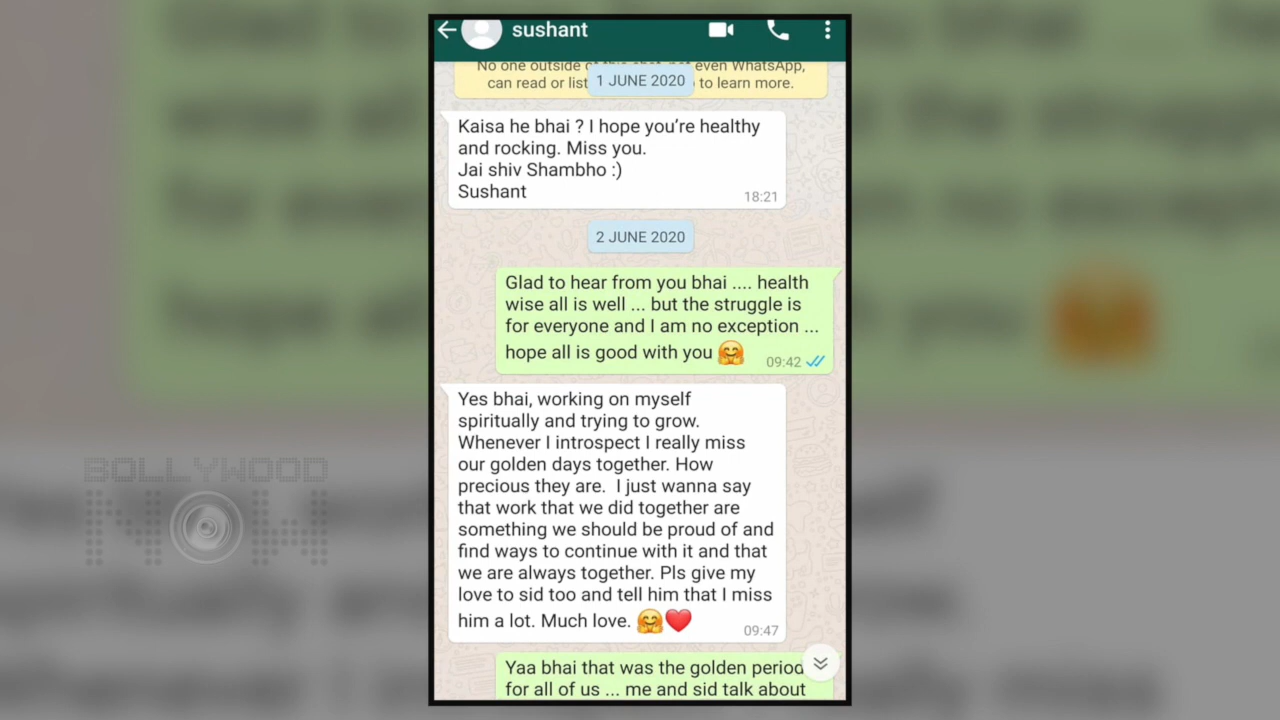 sushant
No one outside of this chat, not even WhatsApp,
can read or list
to learn more.
1 JUNE 2020
Kaisa he bhai ? I hope you’re healthy
and rocking. Miss you.
Jai shiv Shambho :)
Sushant
18:21
2 JUNE 2020
Glad to hear from you bhai .... health
wise all is well ... but the struggle is
for everyone and I am no exception ...
hope all is good with you 🤗
09:42
Yes bhai, working on myself
spiritually and trying to grow.
Whenever I introspect I really miss
our golden days together. How
precious they are.  I just wanna say
that work that we did together are
something we should be proud of and
find ways to continue with it and that
we are always together. Pls give my
love to sid too and tell him that I miss
him a lot. Much love. 🤗❤️
09:47
Yaa bhai that was the golden period
for all of us ... me and sid talk about
BOLLYWOOD
NOW